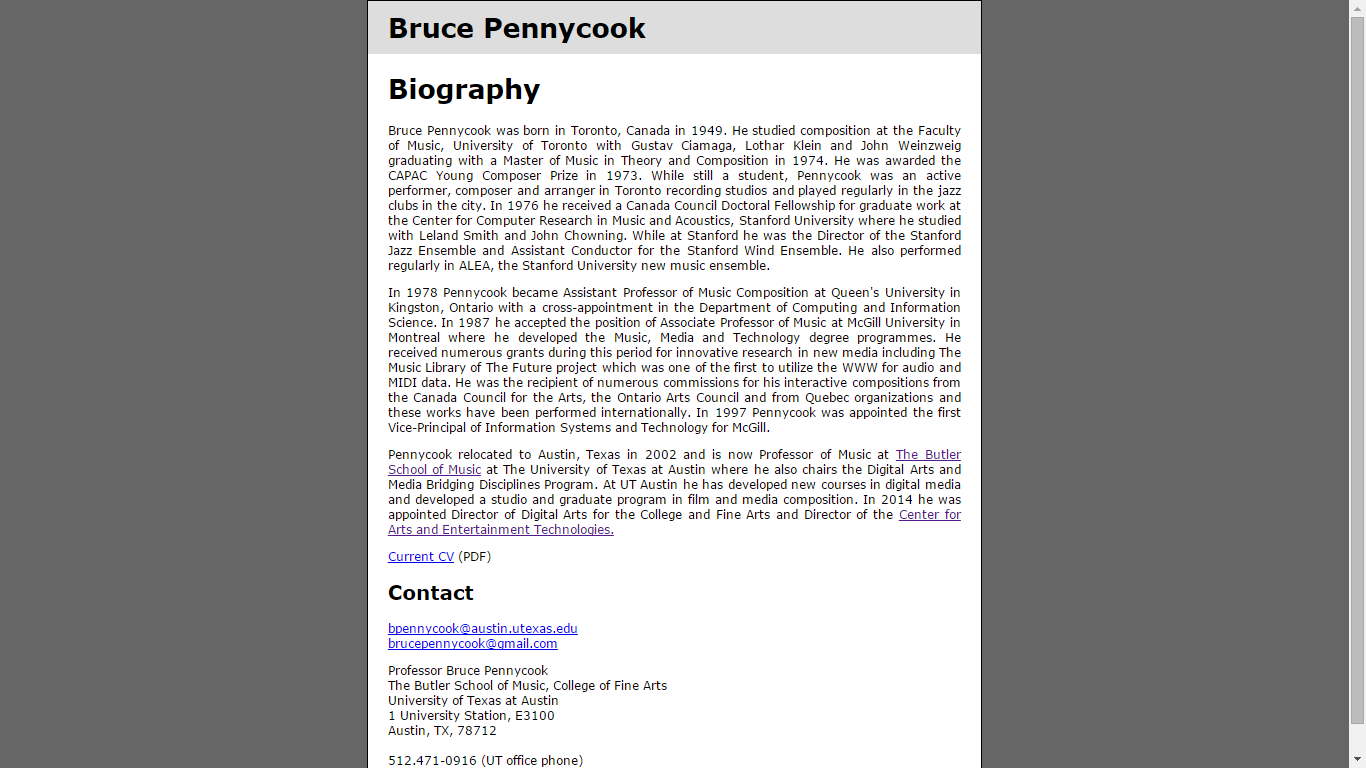 Bruce Pennycook
Biography
Bruce Pennycook was born in Toronto, Canada in 1949. He studied composition at the Faculty
of Music, University of Toronto with Gustav Ciamaga, Lothar Klein and John Weinzweig
graduating with a Master of Music in Theory and Composition in 1974. He was awarded the
CAPAC Young Composer Prize in 1973. While still a student, Pennycook was an active
performer, composer and arranger in Toronto recording studios and played regularly in the jazz
clubs in the city. In 1976 he received a Canada Council Doctoral Fellowship for graduate work at
the Center for Computer Research in Music and Acoustics, Stanford University where he studied
with Leland Smith and John Chowning. While at Stanford he was the Director of the Stanford
Jazz Ensemble and Assistant Conductor for the Stanford Wind Ensemble. He also performed
regularly in ALEA, the Stanford University new music ensemble.
In 1978 Pennycook became Assistant Professor of Music Composition at Queen's University in
Kingston, Ontario with a cross-appointment in the Department of Computing and Information
Science. In 1987 he accepted the position of Associate Professor of Music at McGill University in
Montreal where he developed the Music, Media and Technology degree programmes. He
received numerous grants during this period for innovative research in new media including The
Music Library of The Future project which was one of the first to utilize the WWW for audio and
MIDI data. He was the recipient of numerous commissions for his interactive compositions from
the Canada Council for the Arts, the Ontario Arts Council and from Quebec organizations and
these works have been performed internationally. In 1997 Pennycook was appointed the first
Vice-Principal of Information Systems and Technology for McGill.
Pennycook relocated to Austin, Texas in 2002 and is now Professor of Music at The Butler
School of Music at The University of Texas at Austin where he also chairs the Digital Arts and
Media Bridging Disciplines Program. At UT Austin he has developed new courses in digital media
and developed a studio and graduate program in film and media composition. In 2014 he was
appointed Director of Digital Arts for the College and Fine Arts and Director of the Center for
Arts and Entertainment Technologies.
Current CV (PDF)
Contact
bpennycook@austin.utexas.edu
brucepennycook@gmail.com
Professor Bruce Pennycook
The Butler School of Music, College of Fine Arts
University of Texas at Austin
1 University Station, E3100
Austin, TX, 78712
512.471-0916 (UT office phone)